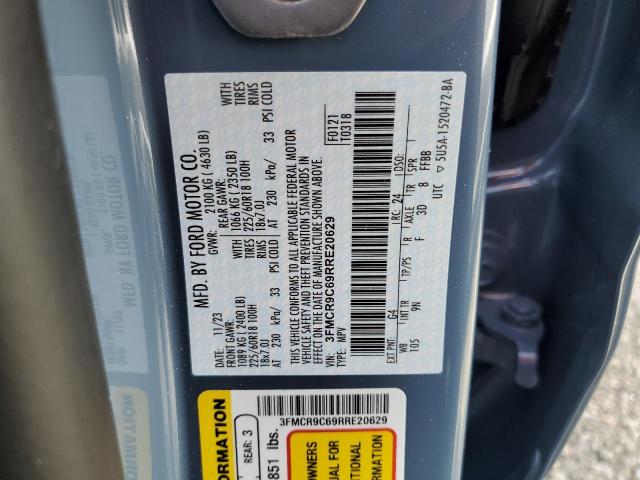 MFD. BY FORD MOTOR CO.
DATE: 11/23
GVWR: 2100 KG ( 4630 LB)
FRONT GAWR:
REAR GAWR:
1089 KG ( 2400 LB)
1066 KG ( 2350 LB)
225/60R18 100H
TIRES
225/60R18 100H
TIRES
18x7.0J
RIMS
18x7.0J
RIMS
AT 230 kPa/ 33 PSI COLD
AT 230 kPa/ 33 PSI COLD
THIS VEHICLE CONFORMS TO ALL APPLICABLE FEDERAL MOTOR
VEHICLE SAFETY AND THEFT PREVENTION STANDARDS IN
EFFECT ON THE DATE OF MANUFACTURE SHOWN ABOVE.
VIN: 3FMCR9C69RRE20629
TYPE: MPV
F0121
T0318
EXT PNT: G4
RC: 24
DSO:
WB
INT TR
TP/PS
R
AXLE
TR
SPR
105
9N
F
3D
8
FFBB
UTC
5U5A-1520472-BA
3FMCR9C69RRE20629
ORMATION
REAR: 3
851 lbs.
OWNERS
UAL FOR
ITIONAL